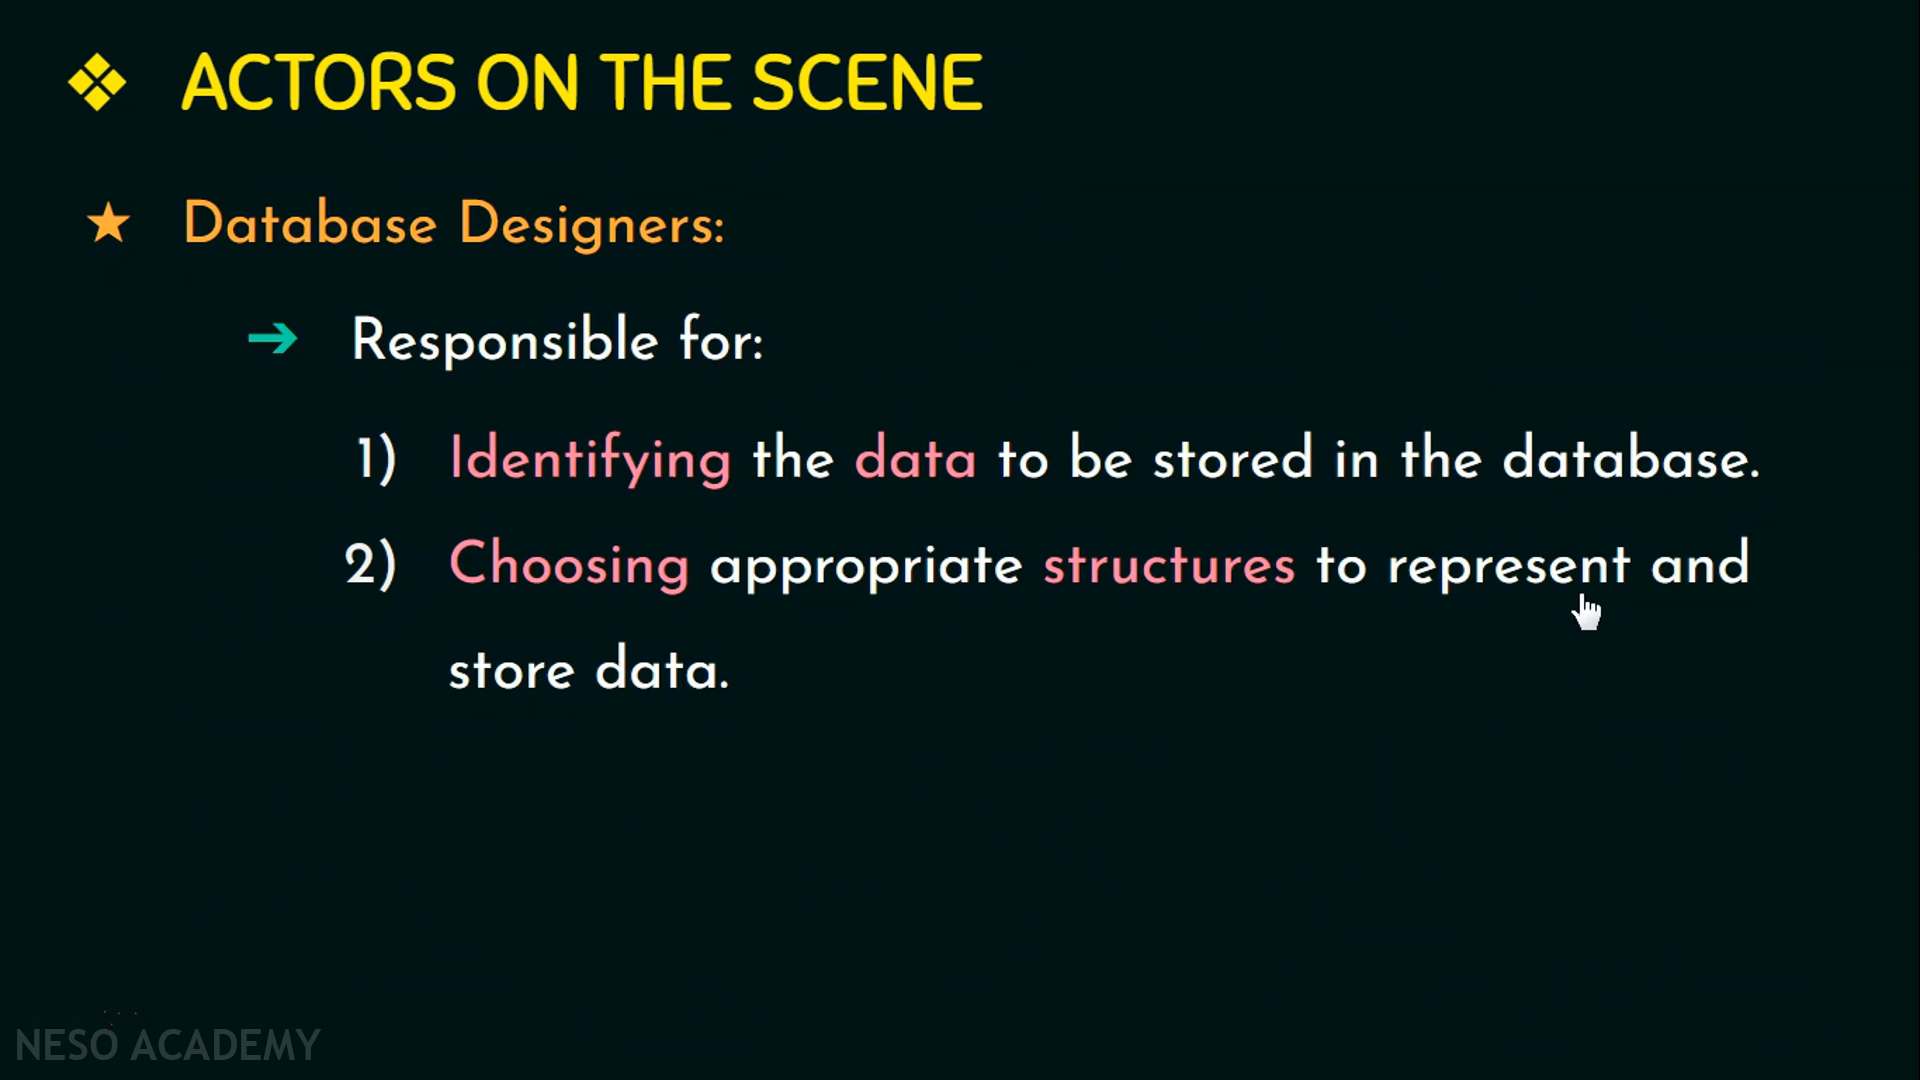 ❖ ACTORS ON THE SCENE
★ Database Designers:
➔ Responsible for:
1) Identifying the data to be stored in the database.
2) Choosing appropriate structures to represent and
store data.
NESO ACADEMY